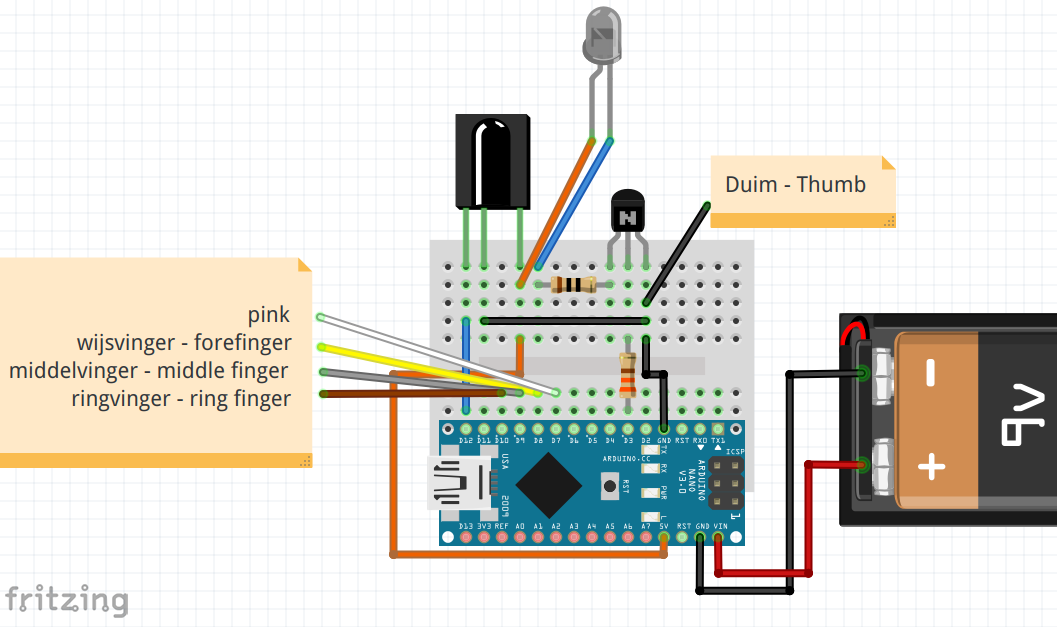 Duim - Thumb
pink
wijsvinger - forefinger
middelvinger - middle finger
ringvinger - ring finger
9v
D12 D11 D10 D9 D8 D7 D6 D5 D4 D3 D2 GND RST RX0 TX1
USA
2009
ARDUINO.CC
RST
TX
RX
PWR
L
ARDUINO
NANO
V3.0
ICSP
1
D13 3V3 REF A0 A1 A2 A3 A4 A5 A6 A7 5V RST GND VIN
N
- 
+
fritzing